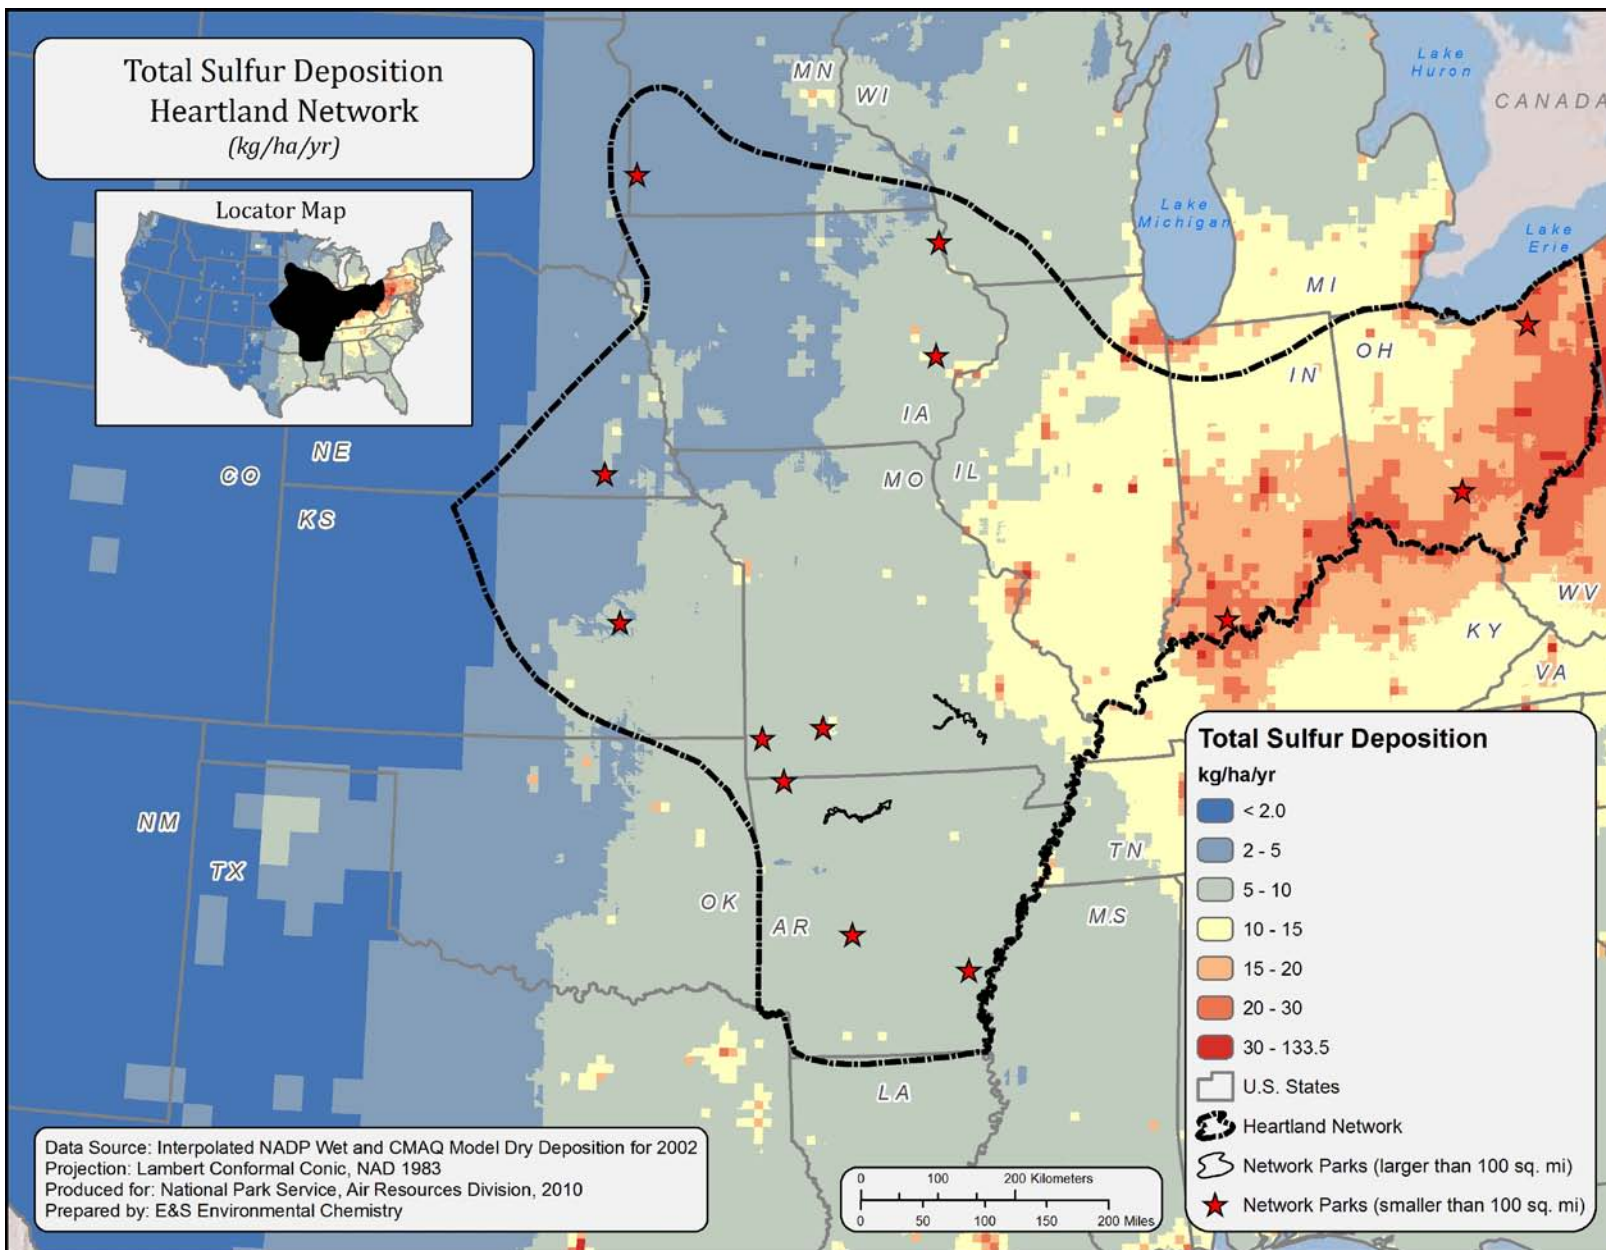 Total Sulfur Deposition
Heartland Network
(kg/ha/yr)
Locator Map
MN
WI
Lake
Huron
CANADA
Lake
Michigan
Lake
Erie
MI
OH
IN
IA
NE
CO
KS
MO
IL
WV
KY
VA
NM
TX
OK
AR
TN
MS
LA
Total Sulfur Deposition
kg/ha/yr
< 2.0
2 - 5
5 - 10
10 - 15
15 - 20
20 - 30
30 - 133.5
U.S. States
Heartland Network
Network Parks (larger than 100 sq. mi)
Network Parks (smaller than 100 sq. mi)
Data Source: Interpolated NADP Wet and CMAQ Model Dry Deposition for 2002
Projection: Lambert Conformal Conic, NAD 1983
Produced for: National Park Service, Air Resources Division, 2010
Prepared by: E&S Environmental Chemistry
0 100 200 Kilometers
0 50 100 150 200 Miles